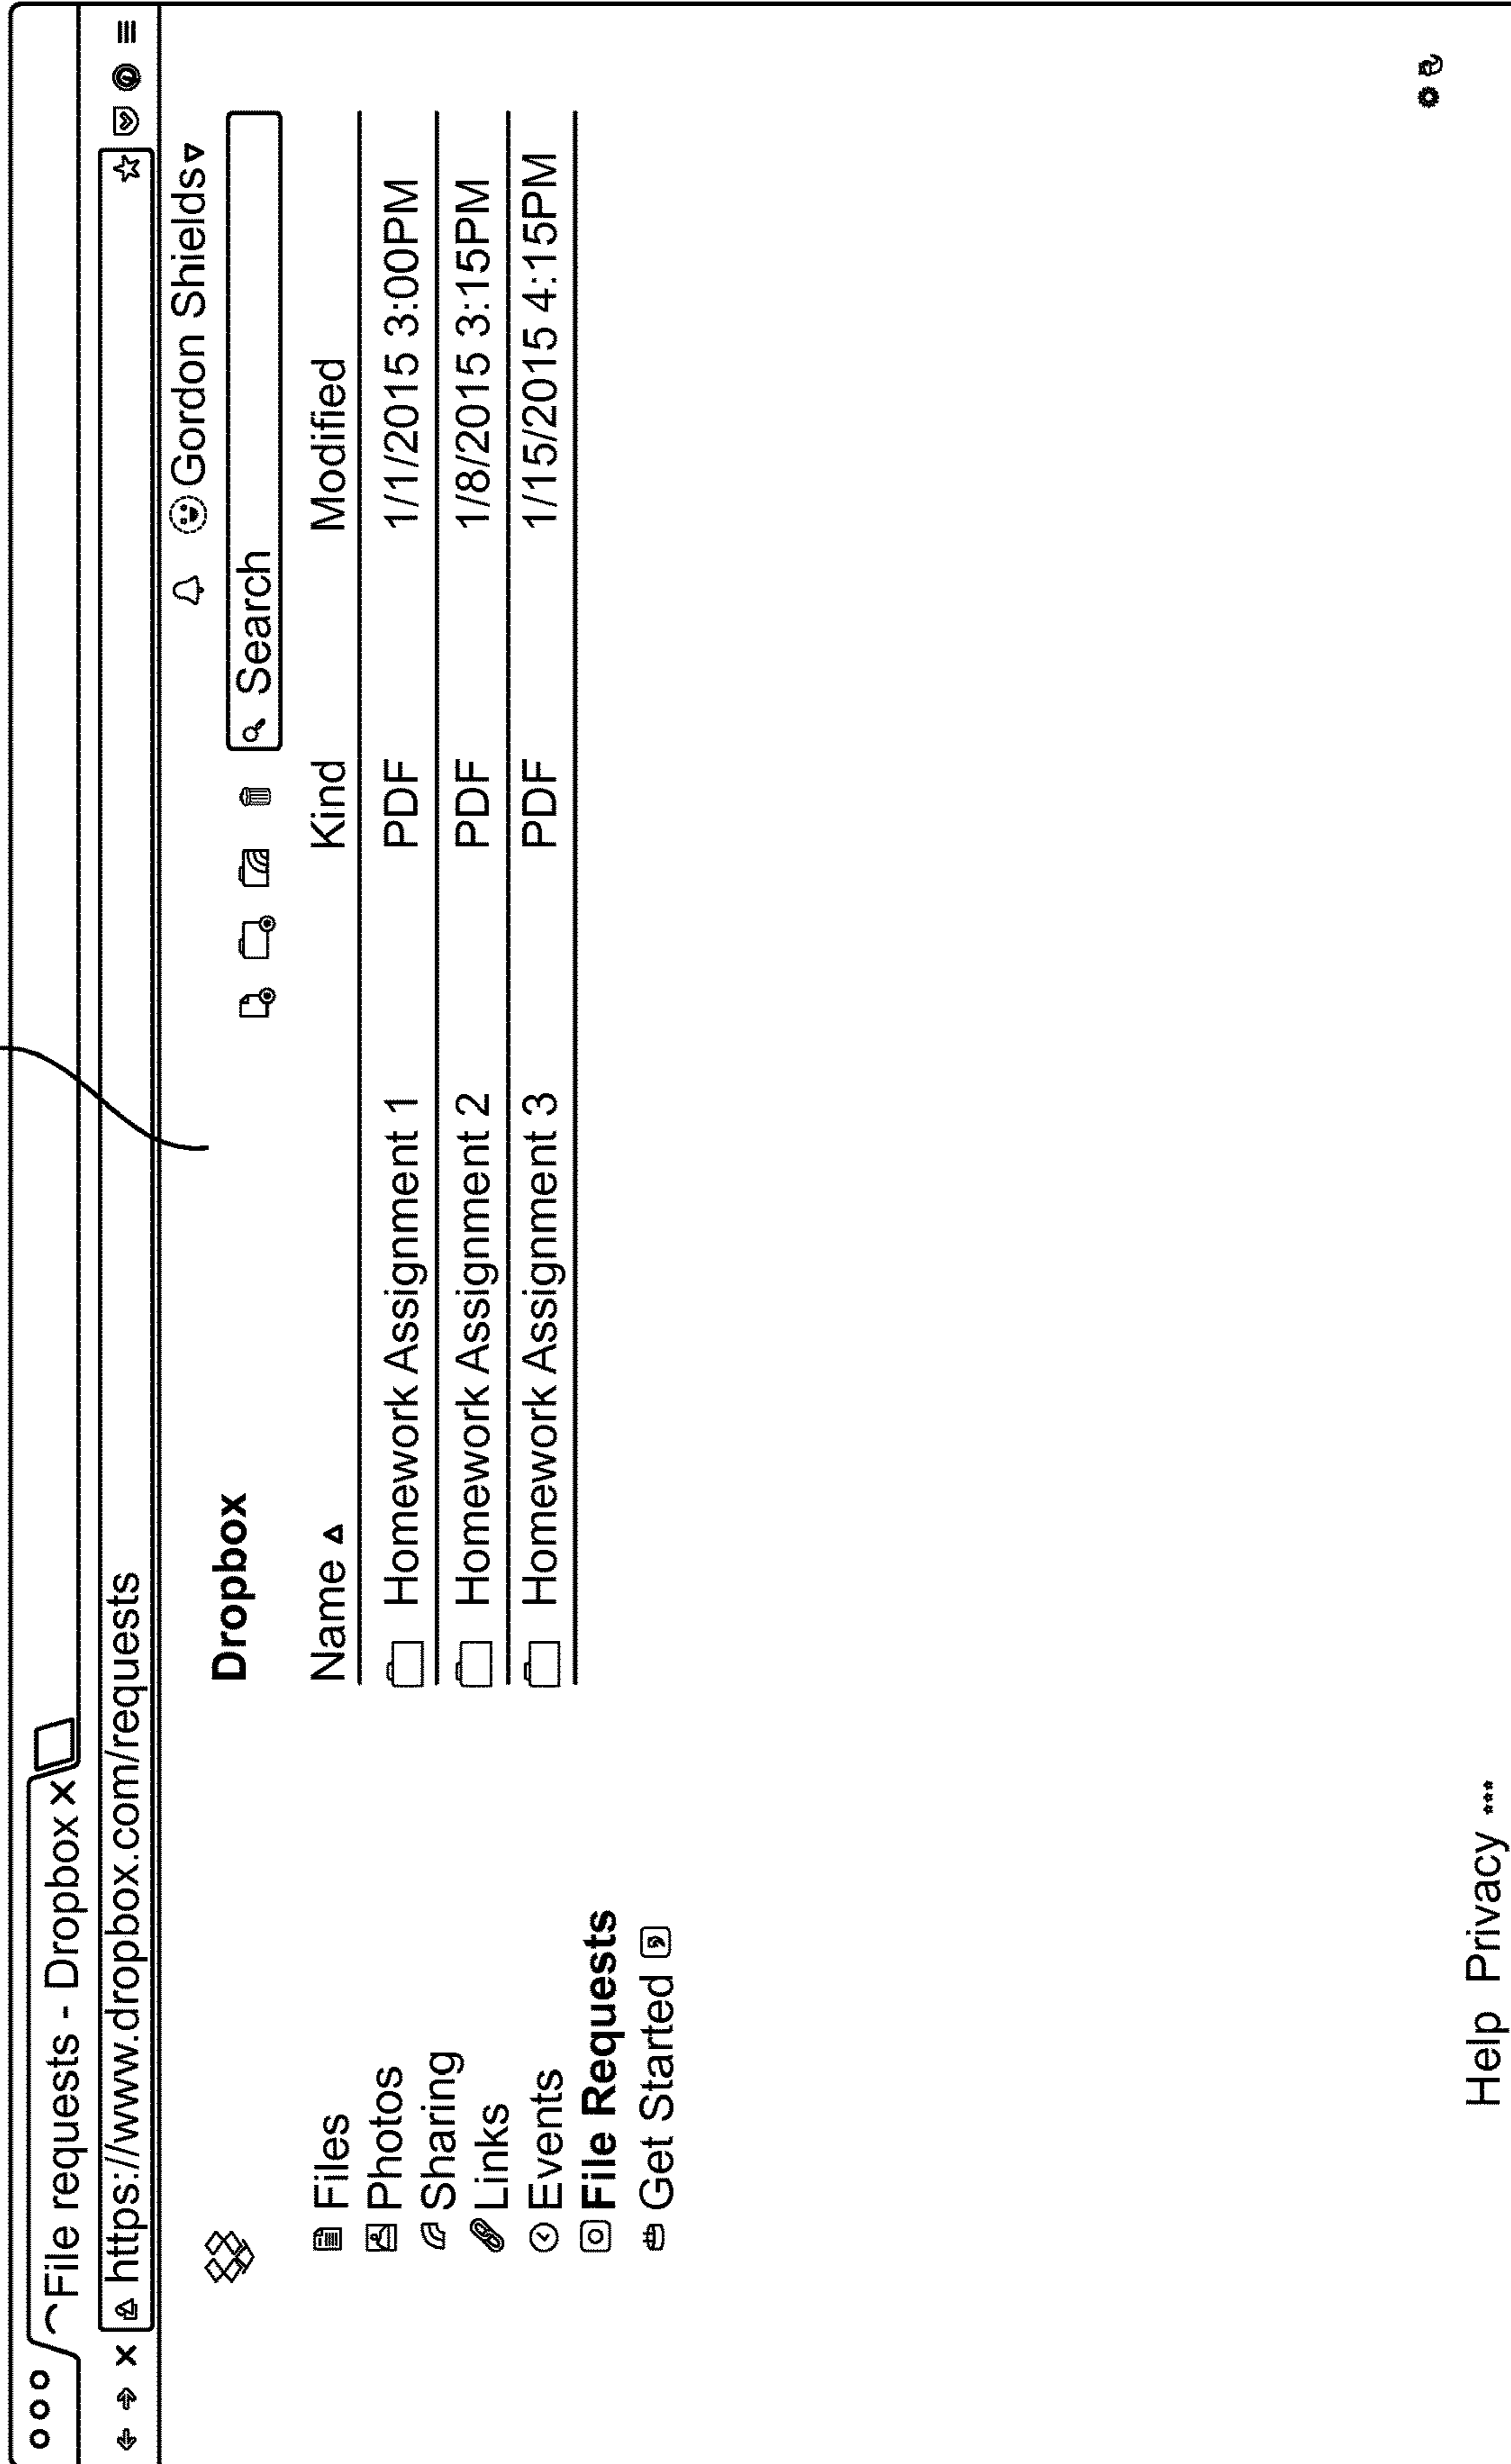 File requests - Dropbox
https://www.dropbox.com/requests
Gordon Shields
Dropbox
Search
Name Kind Modified
Homework Assignment 1 PDF 1/1/2015 3:00PM
Homework Assignment 2 PDF 1/8/2015 3:15PM
Homework Assignment 3 PDF 1/15/2015 4:15PM
Files
Photos
Sharing
Links
Events
File Requests
Get Started
Help Privacy